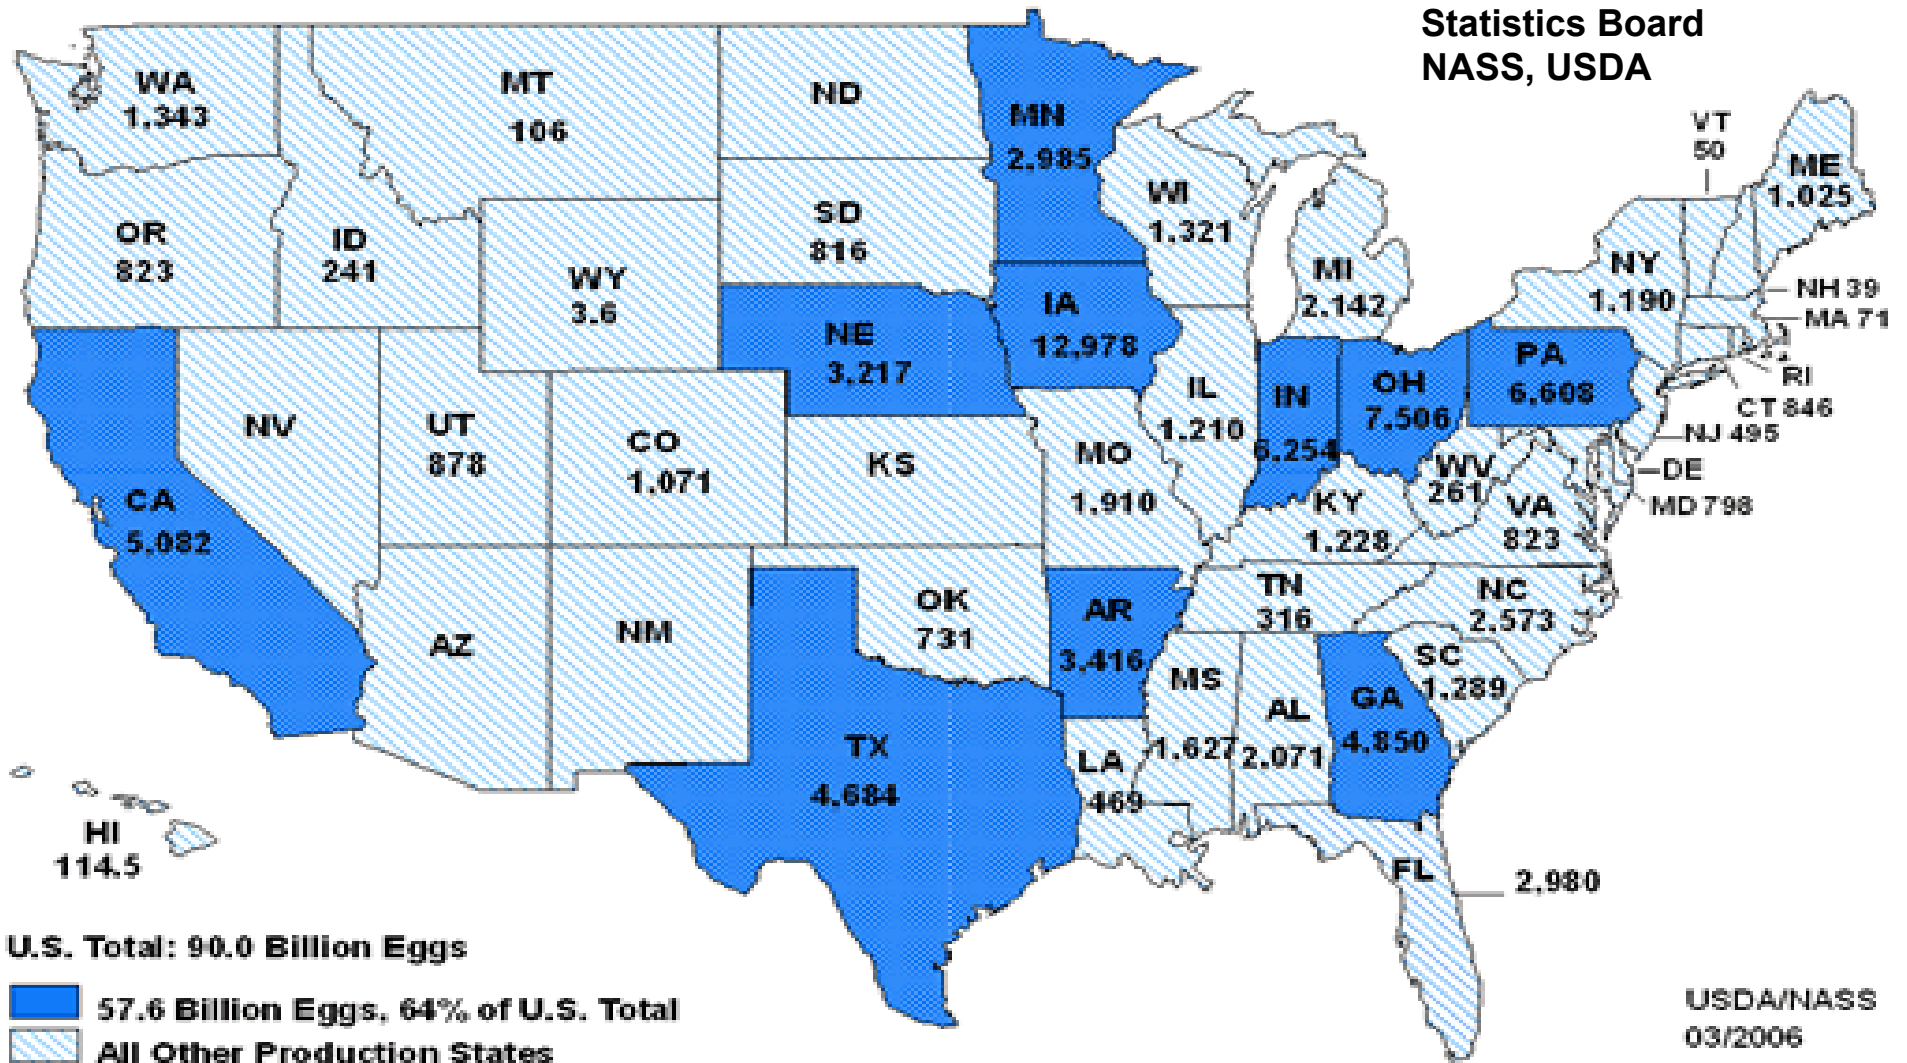 Statistics Board
NASS, USDA
WA
1,343
MT
106
ND
MN
2,985
VT
50
ME
1,025
OR
823
ID
241
WY
3.6
SD
816
WI
1,321
MI
2,142
NY
1,190
NH 39
MA 71
RI
CT 846
NJ 495
DE
MD 798
NE
3,217
IA
12,978
IL
1,210
IN
6,254
OH
7,506
PA
6,608
CA
5,082
NV
UT
878
CO
1,071
KS
MO
1,910
KY
1,228
WV
261
VA
823
AZ
NM
OK
731
AR
3,416
TN
316
NC
2,573
SC
1,289
TX
4,684
LA
469
MS
1,627
AL
2,071
GA
4,850
FL
2,980
HI
114.5
U.S. Total: 90.0 Billion Eggs
57.6 Billion Eggs, 64% of U.S. Total
All Other Production States
USDA/NASS
03/2006